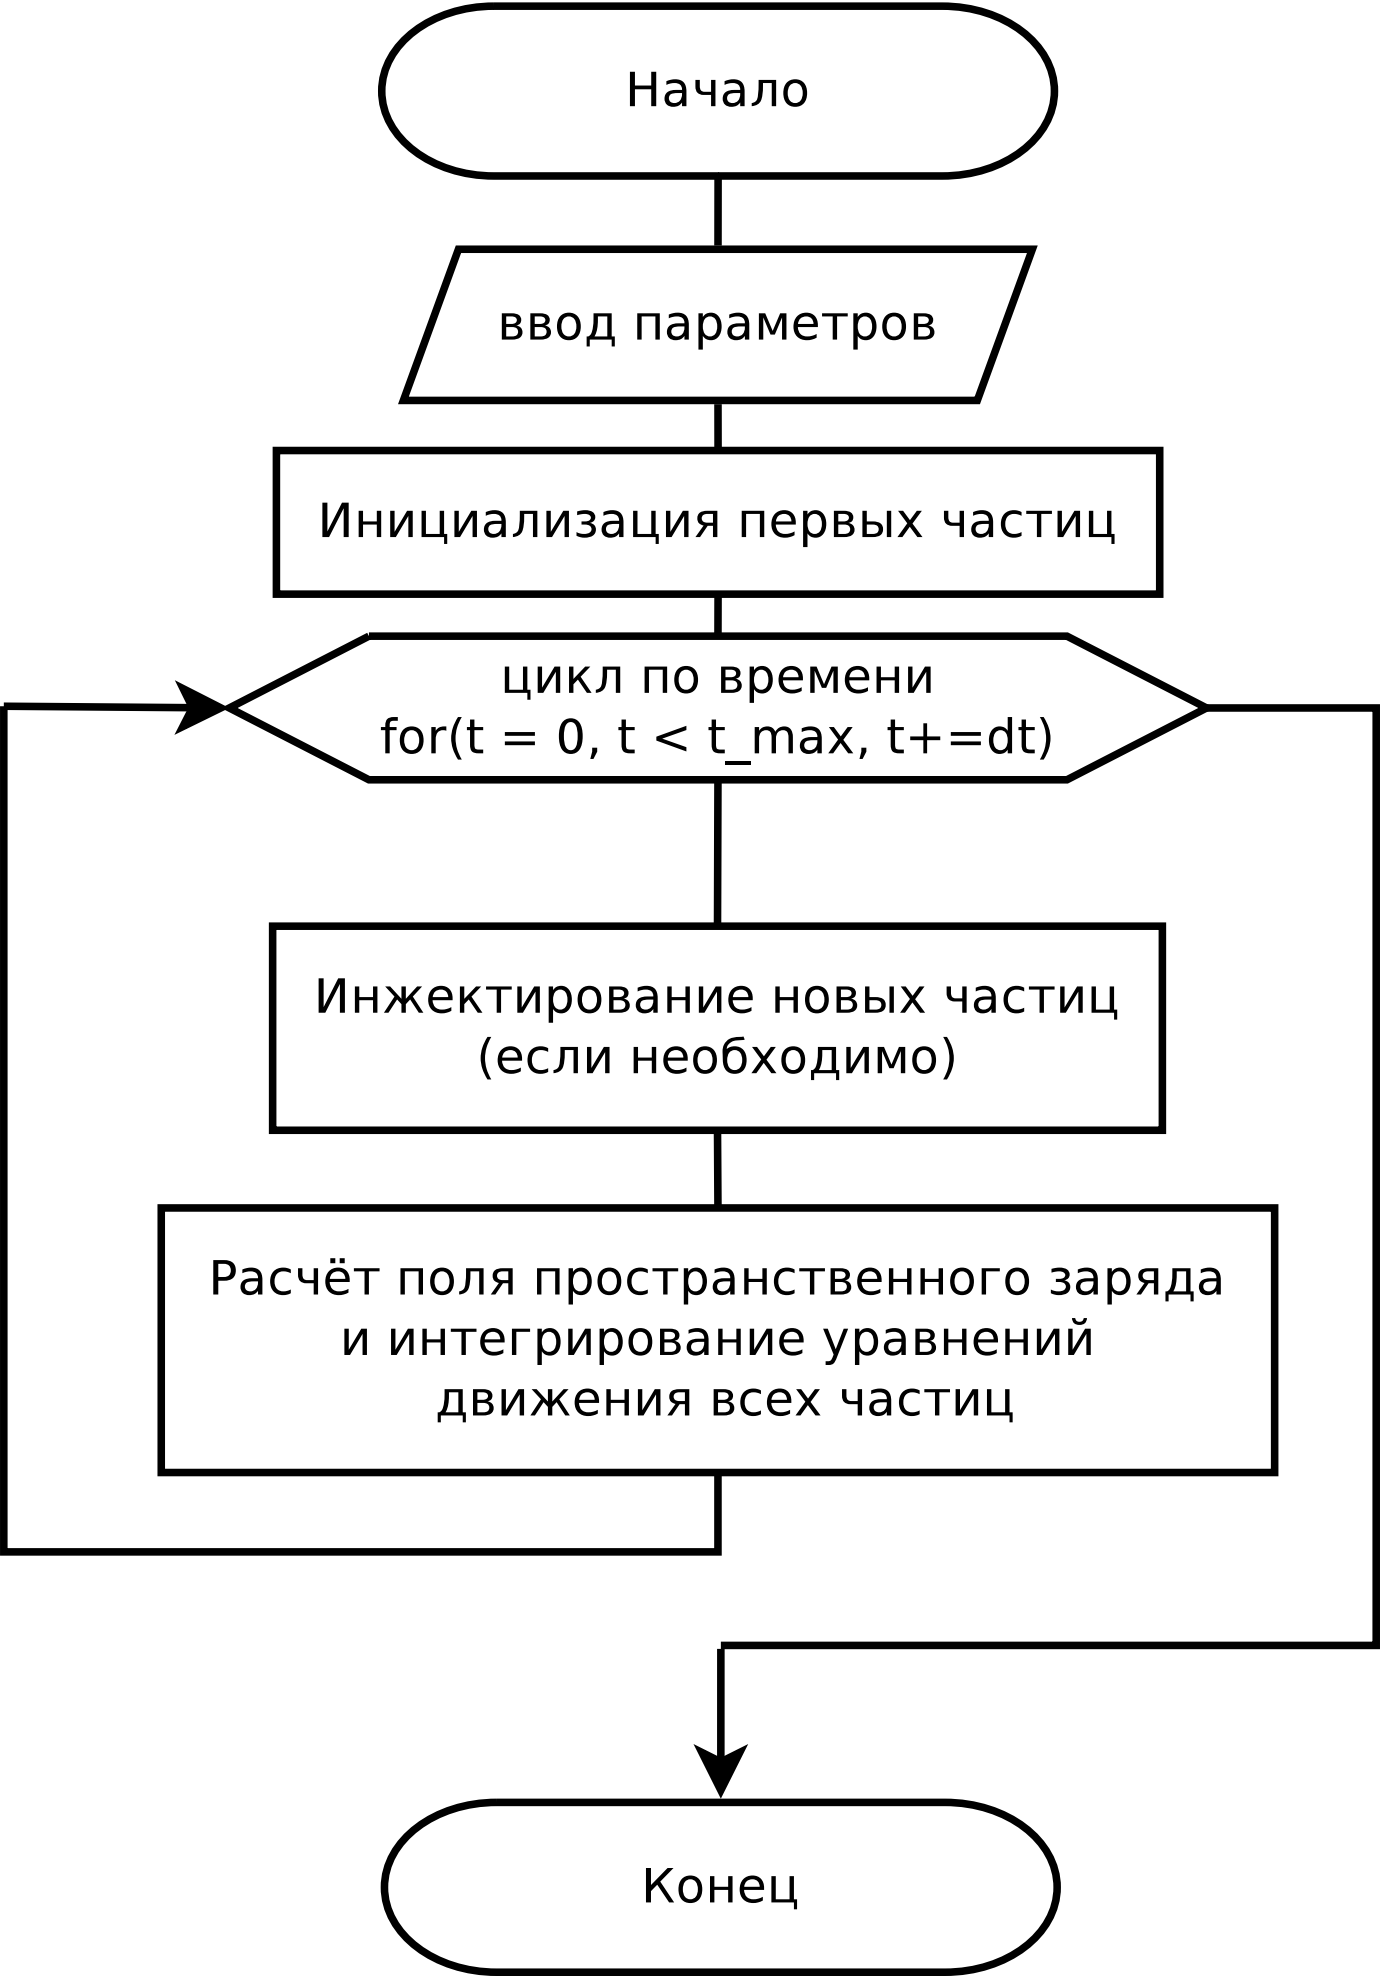 Начало
ввод параметров
Инициализация первых частиц
цикл по времени
for(t = 0, t < t_max, t+=dt)
Инжектирование новых частиц
(если необходимо)
Расчёт поля пространственного заряда
и интегрирование уравнений
движения всех частиц
Конец